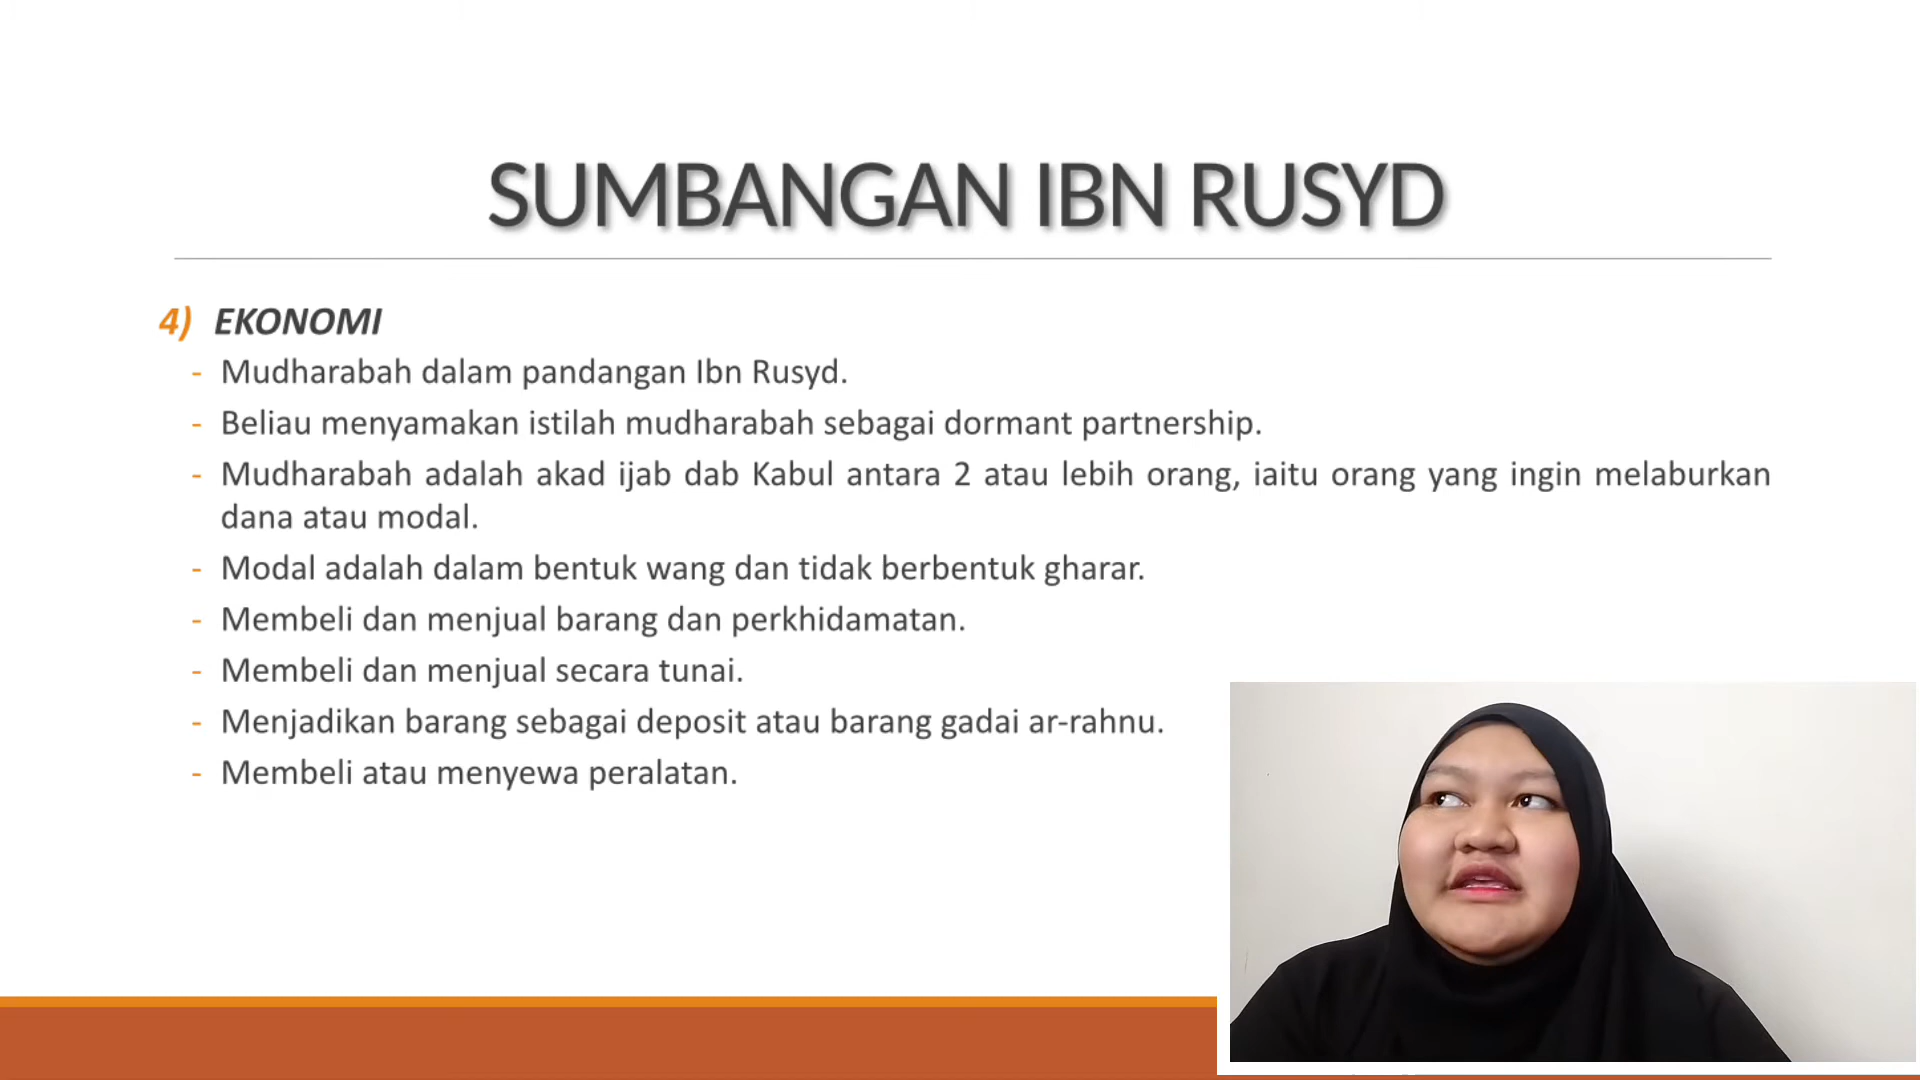 SUMBANGAN IBN RUSYD
4) EKONOMI
- Mudharabah dalam pandangan Ibn Rusyd.
- Beliau menyamakan istilah mudharabah sebagai dormant partnership.
- Mudharabah adalah akad ijab dab Kabul antara 2 atau lebih orang, iaitu orang yang ingin melaburkan
dana atau modal.
- Modal adalah dalam bentuk wang dan tidak berbentuk gharar.
- Membeli dan menjual barang dan perkhidamatan.
- Membeli dan menjual secara tunai.
- Menjadikan barang sebagai deposit atau barang gadai ar-rahnu.
- Membeli atau menyewa peralatan.